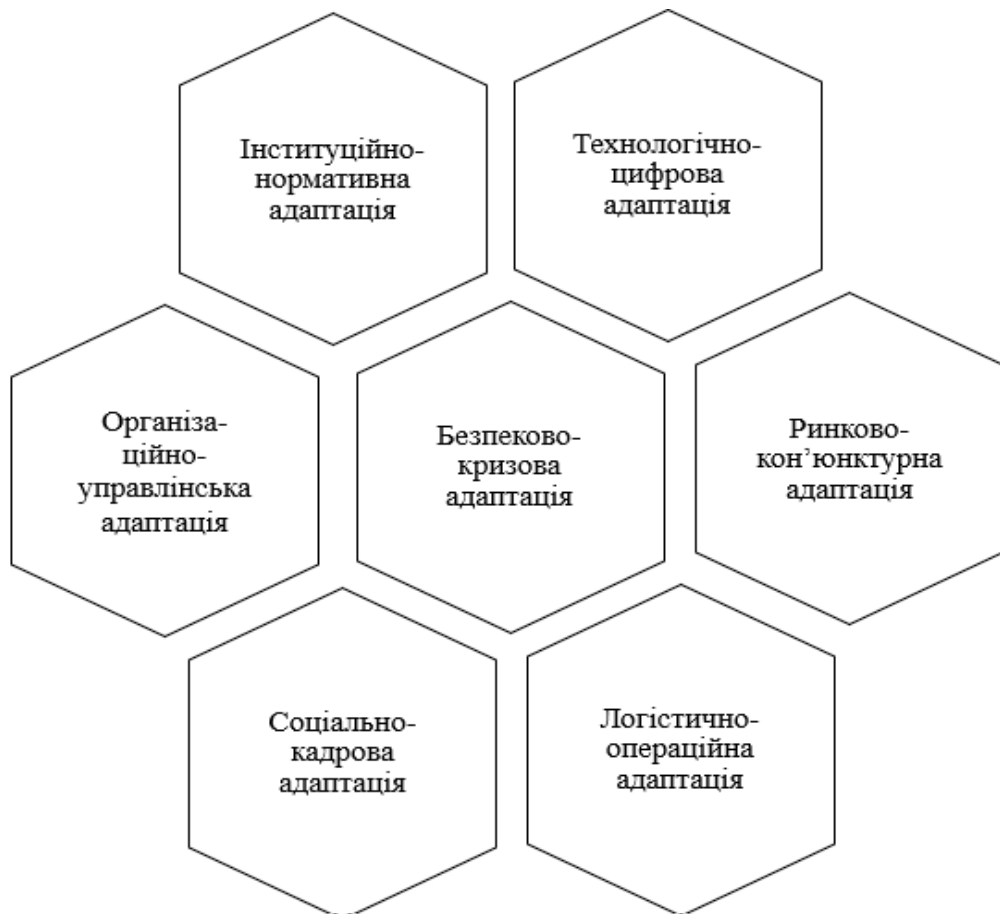 Інституційно-
нормативна
адаптація
Технологічно-
цифрова
адаптація
Організа-
ційно-
управлінська
адаптація
Безпеково-
кризова
адаптація
Ринково-
кон’юнктурна
адаптація
Соціально-
кадрова
адаптація
Логістично-
операційна
адаптація